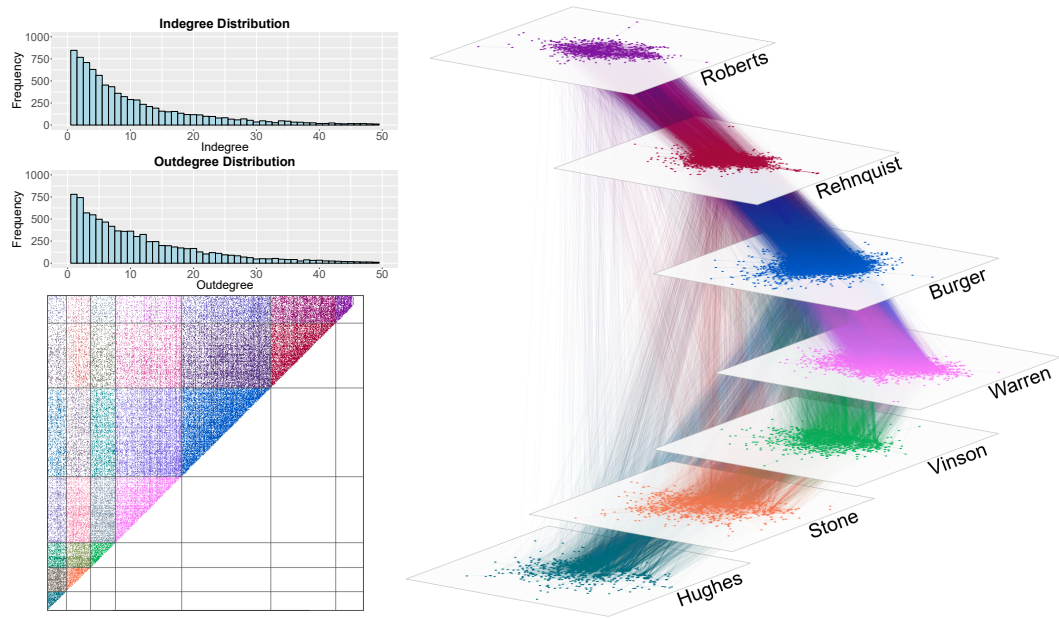 Indegree Distribution
1000
750
500
250
0
Frequency
0 10 20 30 40 50
Indegree
Outdegree Distribution
1000
750
500
250
0
Frequency
0 10 20 30 40 50
Outdegree
Roberts
Rehnquist
Burger
Warren
Vinson
Stone
Hughes